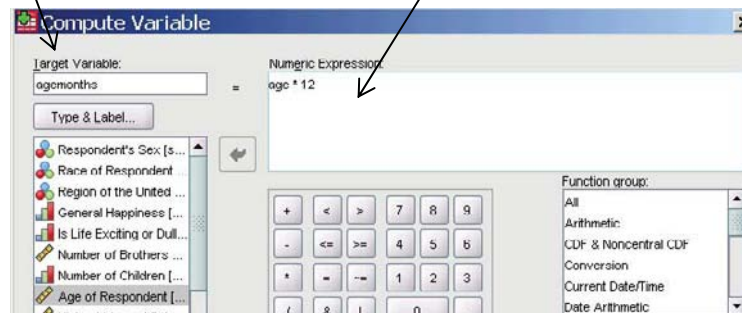 Compute Variable
Target Variable:
agemonths
=
Numeric Expression:
age * 12
Type & Label...
Respondent's Sex [s...
Race of Respondent
Region of the United ...
General Happiness [...
Is Life Exciting or Dull...
Number of Brothers ...
Number of Children [...
Age of Respondent [...
+ < > 7 8 9
- <= >= 4 5 6
* = ~= 1 2 3
/ & | 0 .
Function group:
All
Arithmetic
CDF & Noncentral CDF
Conversion
Current Date/Time
Date Arithmetic